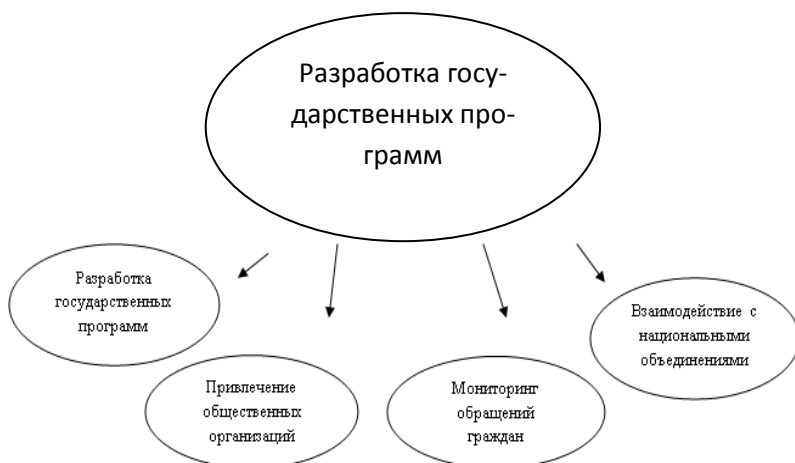 Разработка госу-
дарственных про-
грамм
Разработка
государственных
программ
Привлечение
общественных
организаций
Мониторинг
обращений
граждан
Взаимодействие с
национальными
объединениями